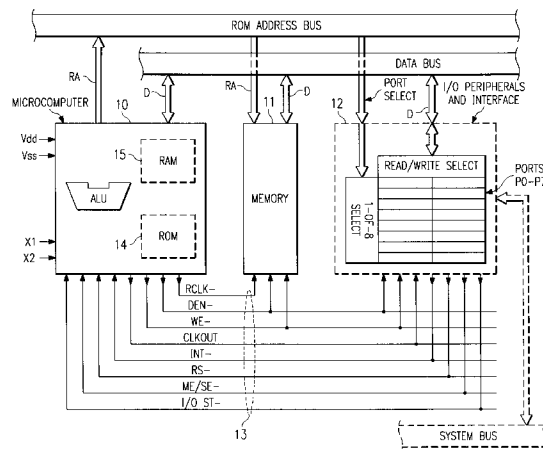 ROM ADDRESS BUS
DATA BUS
RA
D
RA
D
PORT SELECT
D
I/O PERIPHERALS AND INTERFACE
MICROCOMPUTER
10
11
12
Vdd
Vss
15
RAM
ALU
14
ROM
X1
X2
MEMORY
READ/WRITE SELECT
1-OF-8 SELECT
PORTS
PO-P7
RCLK-
DEN-
WE-
CLKOUT
INT-
RS-
ME/SE-
I/O ST-
13
SYSTEM BUS